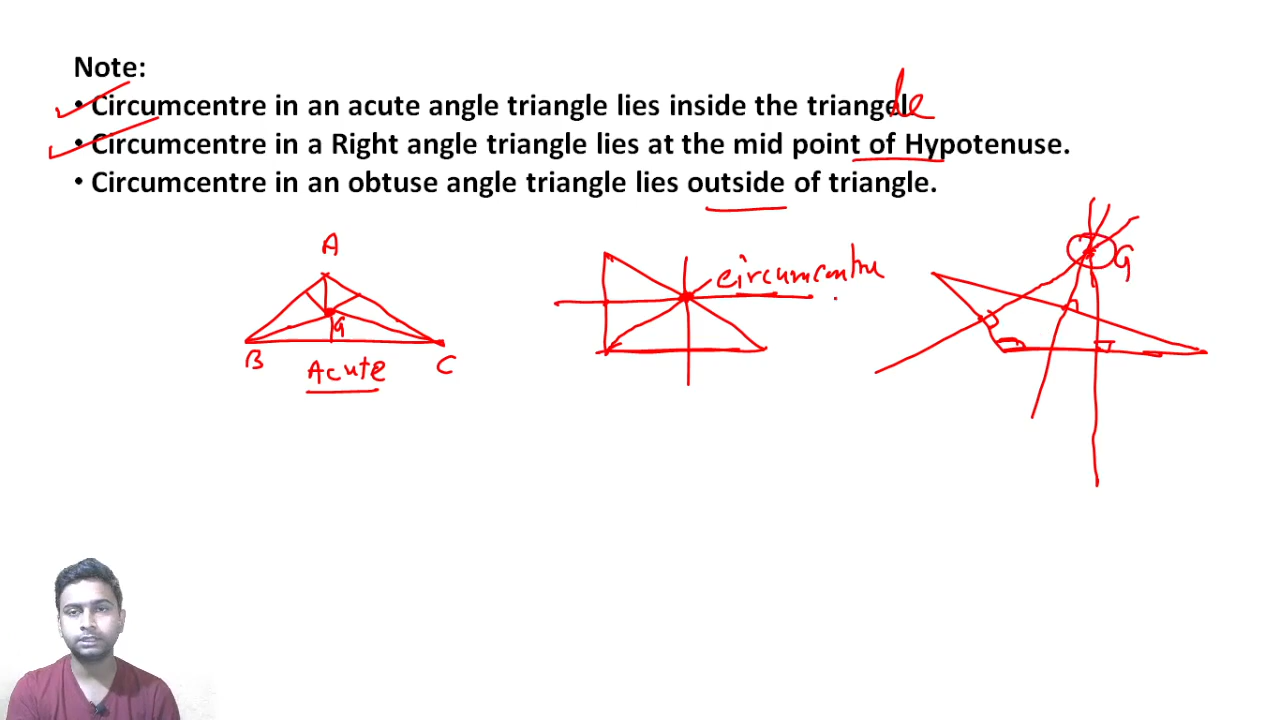 Note:
• Circumcentre in an acute angle triangle lies inside the triangle
• Circumcentre in a Right angle triangle lies at the mid point of Hypotenuse.
• Circumcentre in an obtuse angle triangle lies outside of triangle.
A
circumcentre
G
G
B
Acute
C